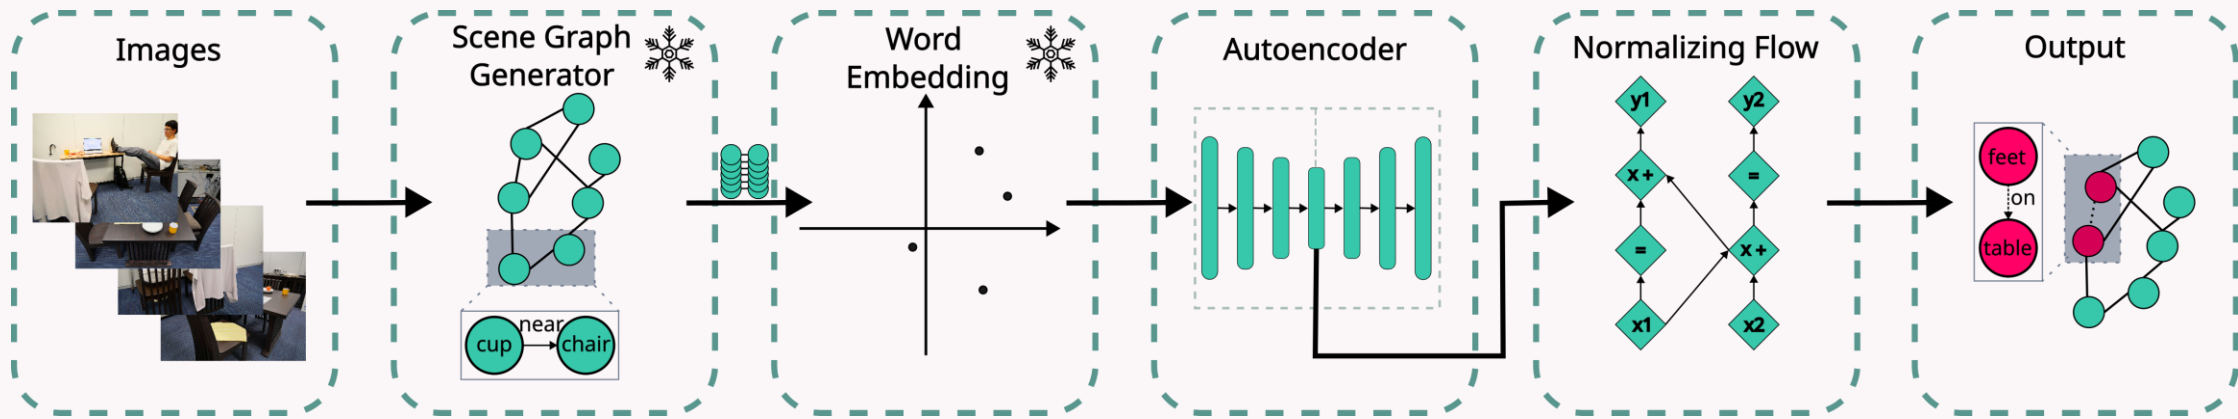 Images
Scene Graph
Generator
near
cup
chair
Word
Embedding
Autoencoder
Normalizing Flow
y1
y2
x +
=
=
x +
x1
x2
Output
feet
on
table